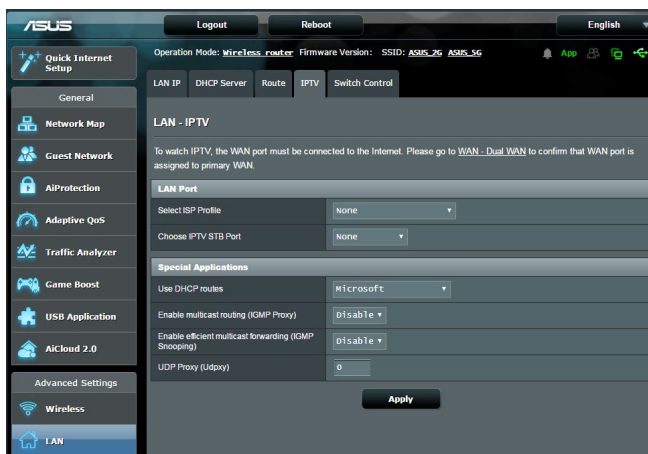 ASUS
Logout
Reboot
English
Quick Internet
Setup
Operation Mode: Wireless router Firmware Version: SSID: ASUS_2G ASUS_5G
App
LAN IP
DHCP Server
Route
IPTV
Switch Control
General
Network Map
Guest Network
AiProtection
Adaptive QoS
Traffic Analyzer
Game Boost
USB Application
AiCloud 2.0
Advanced Settings
Wireless
LAN
LAN - IPTV
To watch IPTV, the WAN port must be connected to the Internet. Please go to WAN - Dual WAN to confirm that WAN port is
assigned to primary WAN.
LAN Port
Select ISP Profile
None
Choose IPTV STB Port
None
Special Applications
Use DHCP routes
Microsoft
Enable multicast routing (IGMP Proxy)
Disable
Enable efficient multicast forwarding (IGMP
Snooping)
Disable
UDP Proxy (Udpxy)
0
Apply